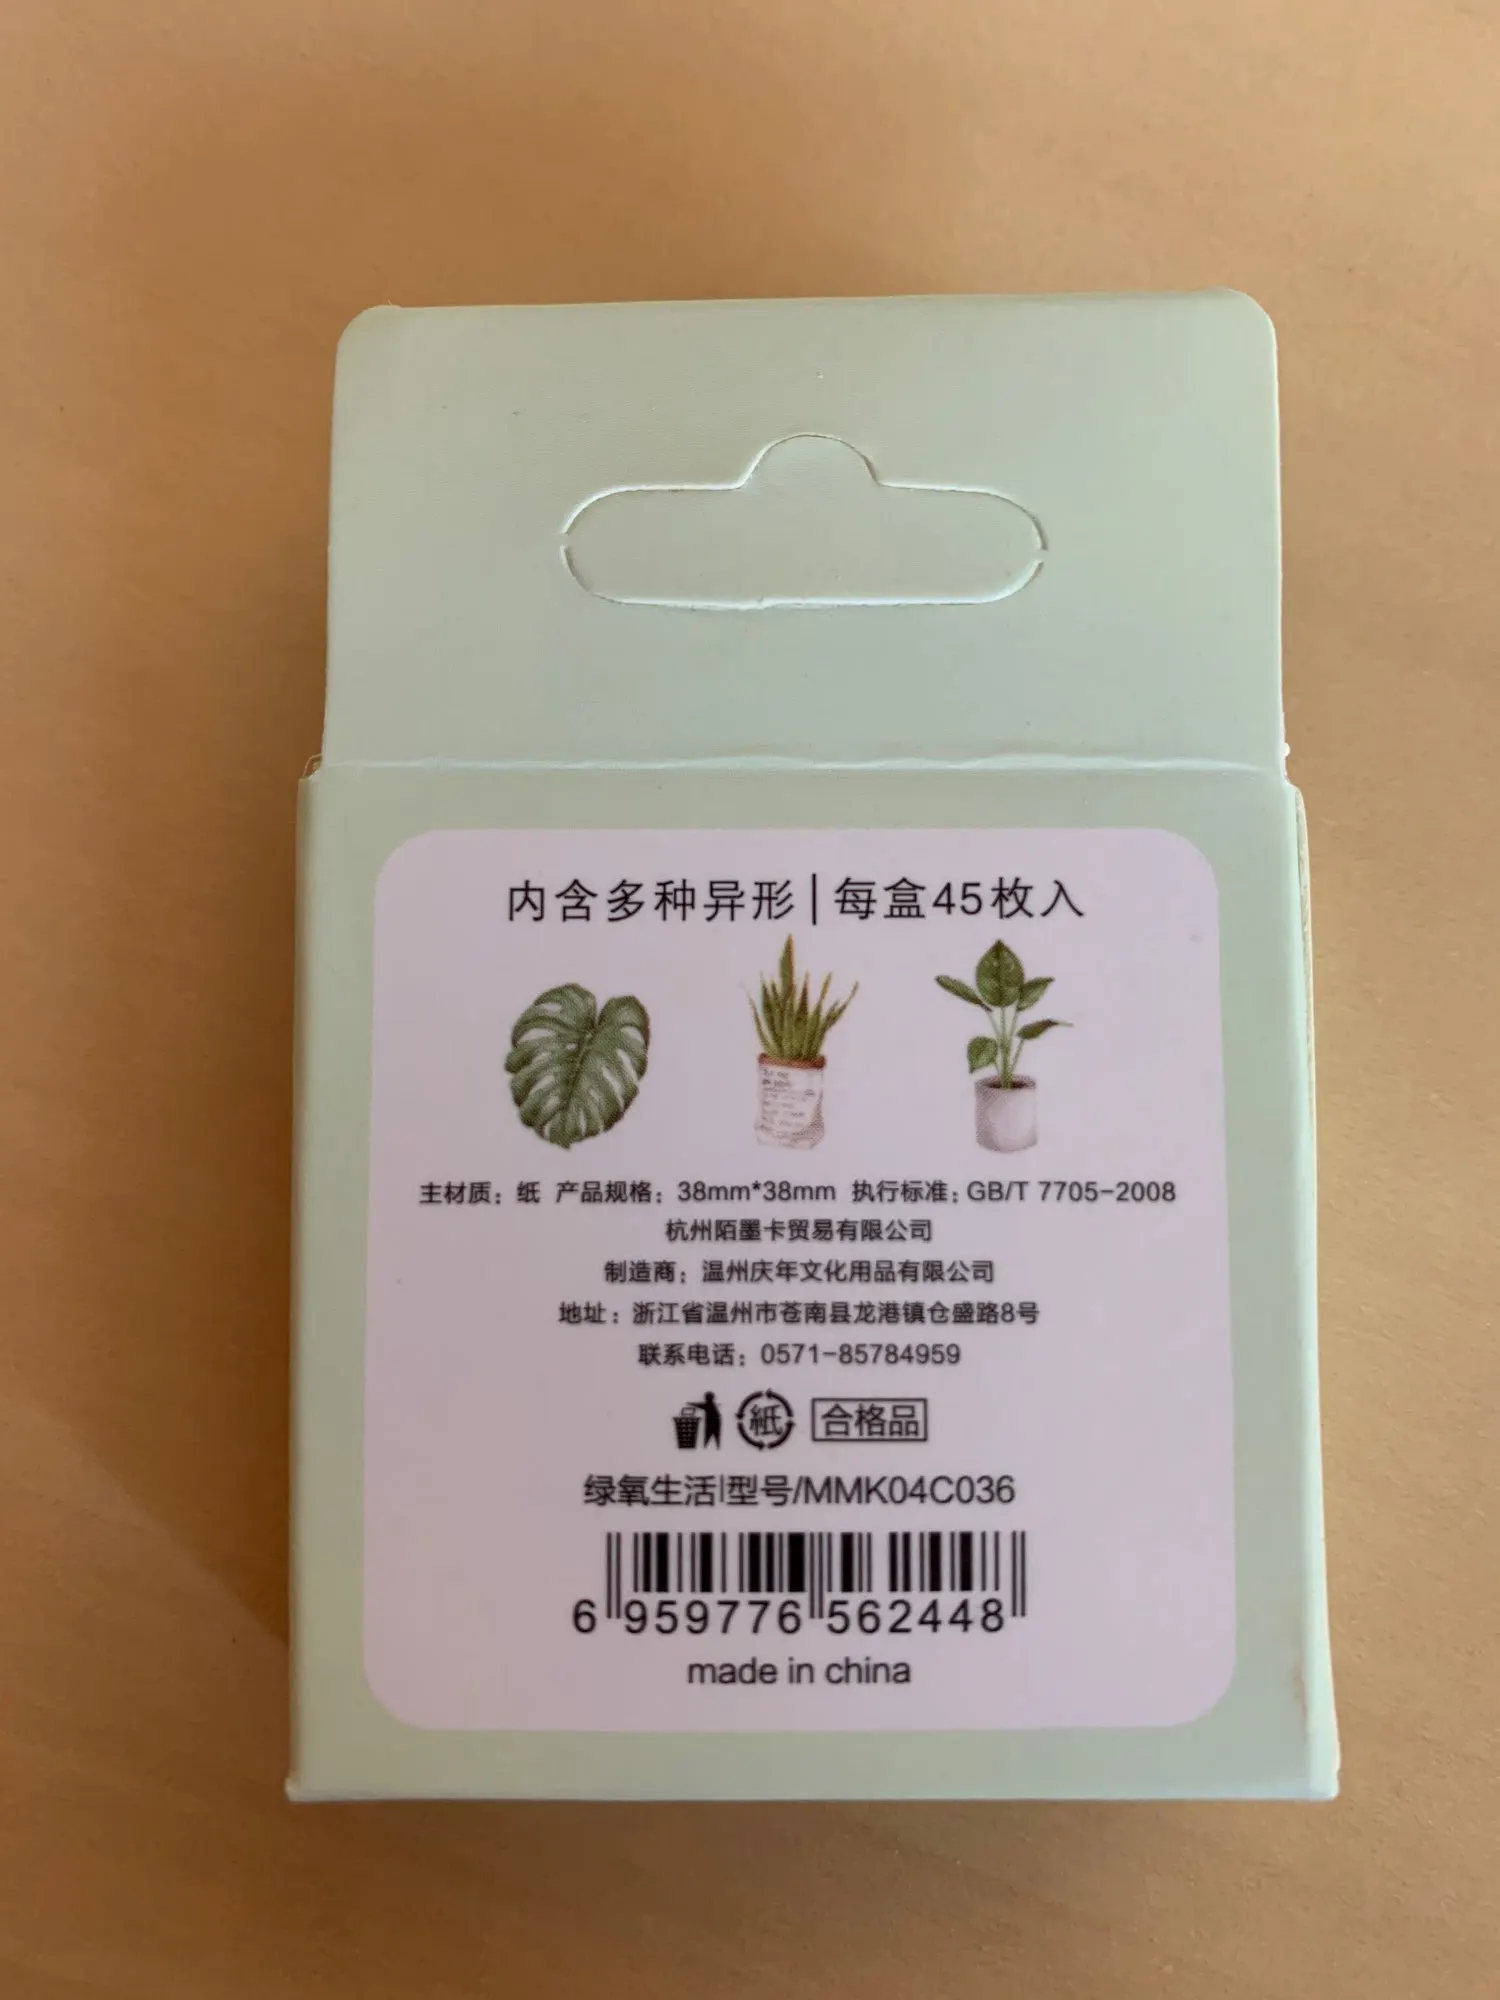 内含多种异形|每盒45枚入
主材质：纸 产品规格：38mm*38mm 执行标准：GB/T 7705-2008
杭州陌墨卡贸易有限公司
制造商：温州庆年文化用品有限公司
地址：浙江省温州市苍南县龙港镇仓盛路8号
联系电话：0571-85784959
紙 合格品
绿氧生活|型号/MMK04C036
6 959776 562448
made in china